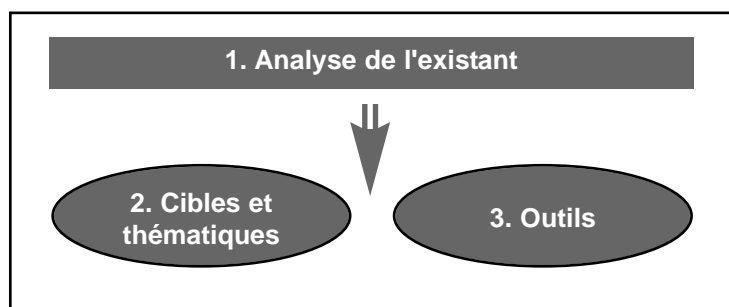 1. Analyse de l'existant
2. Cibles et
thématiques
3. Outils